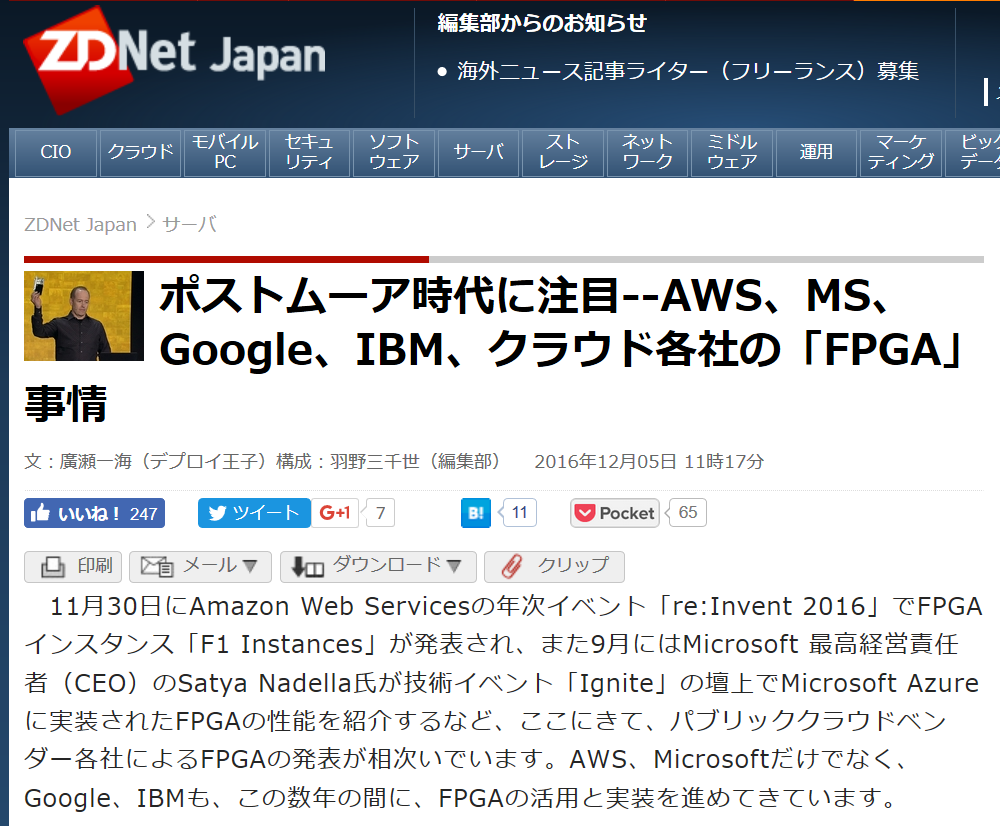 ZDNet Japan
編集部からのお知らせ
● 海外ニュース記事ライター（フリーランス）募集
CIO
クラウド
モバイル
PC
セキュ
リティ
ソフト
ウェア
サーバ
スト
レージ
ネット
ワーク
ミドル
ウェア
運用
マーケ
ティング
ビッグ
データ
ZDNet Japan > サーバ
ポストムーア時代に注目--AWS、MS、
Google、IBM、クラウド各社の「FPGA」
事情
文：廣瀬一海（デプロイ王子）構成：羽野三千世（編集部） 2016年12月05日 11時17分
いいね！ 247
ツイート
G+1 7
B! 11
Pocket 65
印刷
メール▼
ダウンロード▼
クリップ
11月30日にAmazon Web Servicesの年次イベント「re:Invent 2016」でFPGA
インスタンス「F1 Instances」が発表され、また9月にはMicrosoft 最高経営責任
者（CEO）のSatya Nadella氏が技術イベント「Ignite」の壇上でMicrosoft Azure
に実装されたFPGAの性能を紹介するなど、ここにきて、パブリッククラウドベン
ダー各社によるFPGAの発表が相次いでいます。AWS、Microsoftだけでなく、
Google、IBMも、この数年の間に、FPGAの活用と実装を進めてきています。